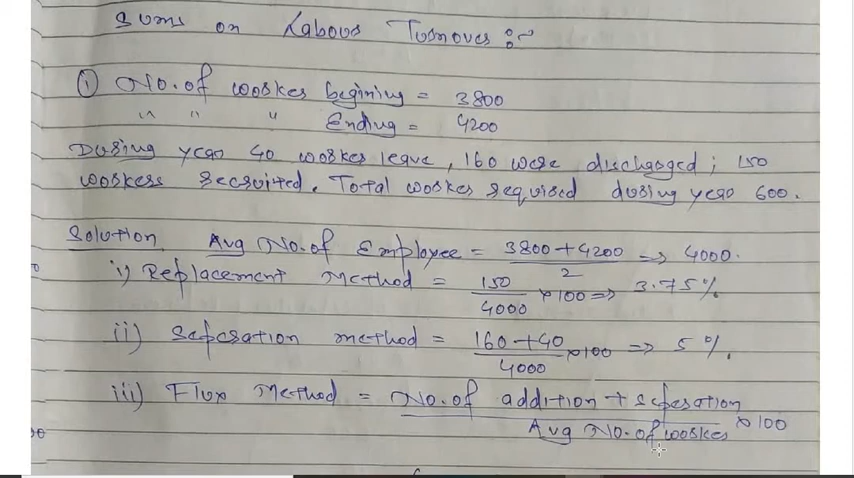 Sums on Labour Turnover :-
① No. of worker begining = 3800
" " " Ending = 4200
During year 40 worker leave, 160 were discharged; 150
workers recruited. Total worker required during year 600.
Solution Avg No. of Employee = 3800 + 4200 / 2 => 4000.
i) Replacement Method = 150 / 4000 × 100 => 3.75%
ii) Seperation method = 160 + 40 / 4000 × 100 => 5%.
iii) Flux Method = No. of addition + seperation / Avg No. of worker × 100